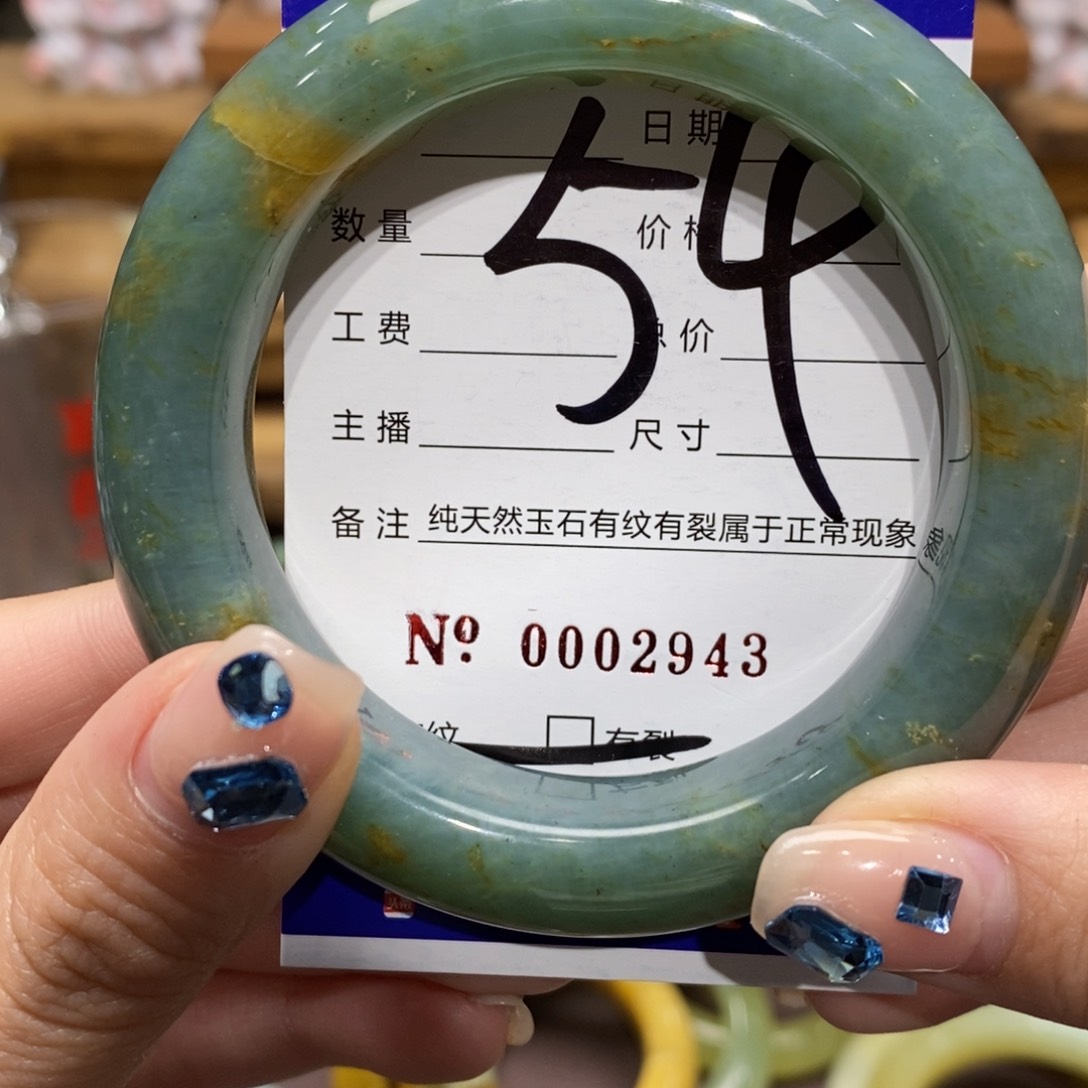 日期
数量 价格
工费 总价
主播 尺寸
54
备注 纯天然玉石有纹有裂属于正常现象
Nº 0002943
纹 有裂